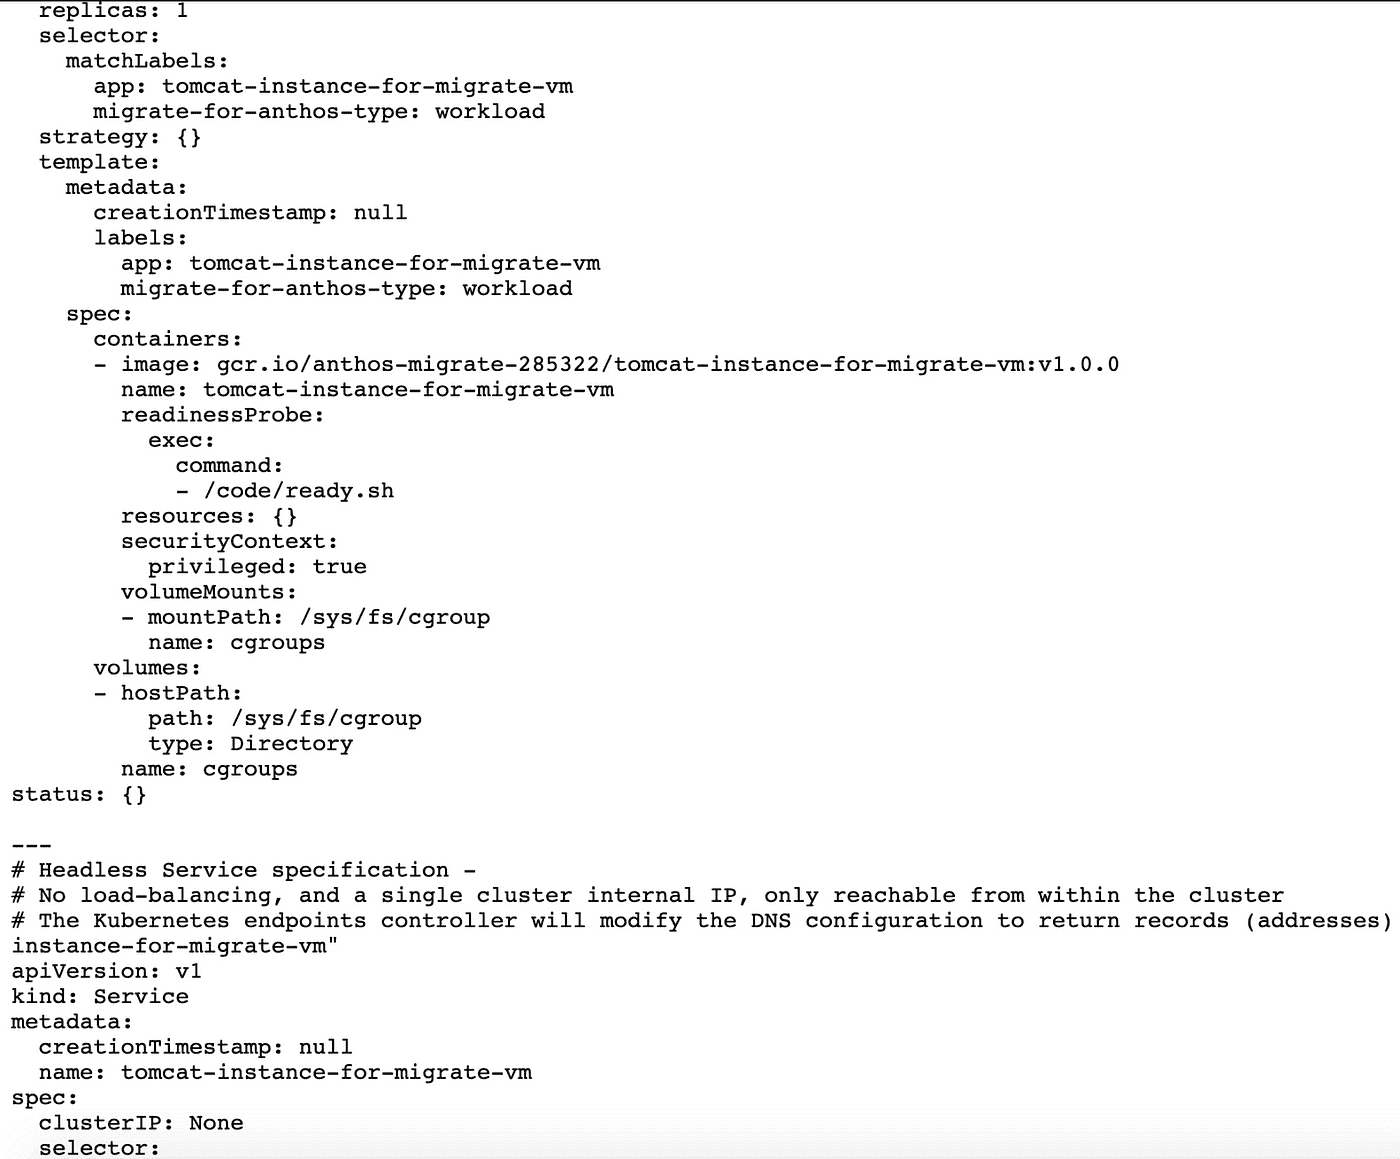 replicas: 1
  selector:
    matchLabels:
      app: tomcat-instance-for-migrate-vm
      migrate-for-anthos-type: workload
  strategy: {}
  template:
    metadata:
      creationTimestamp: null
      labels:
        app: tomcat-instance-for-migrate-vm
        migrate-for-anthos-type: workload
    spec:
      containers:
      - image: gcr.io/anthos-migrate-285322/tomcat-instance-for-migrate-vm:v1.0.0
        name: tomcat-instance-for-migrate-vm
        readinessProbe:
          exec:
            command:
            - /code/ready.sh
        resources: {}
        securityContext:
          privileged: true
        volumeMounts:
        - mountPath: /sys/fs/cgroup
          name: cgroups
      volumes:
      - hostPath:
          path: /sys/fs/cgroup
          type: Directory
        name: cgroups
status: {}

---
# Headless Service specification -
# No load-balancing, and a single cluster internal IP, only reachable from within the cluster
# The Kubernetes endpoints controller will modify the DNS configuration to return records (addresses)
instance-for-migrate-vm"
apiVersion: v1
kind: Service
metadata:
  creationTimestamp: null
  name: tomcat-instance-for-migrate-vm
spec:
  clusterIP: None
  selector: